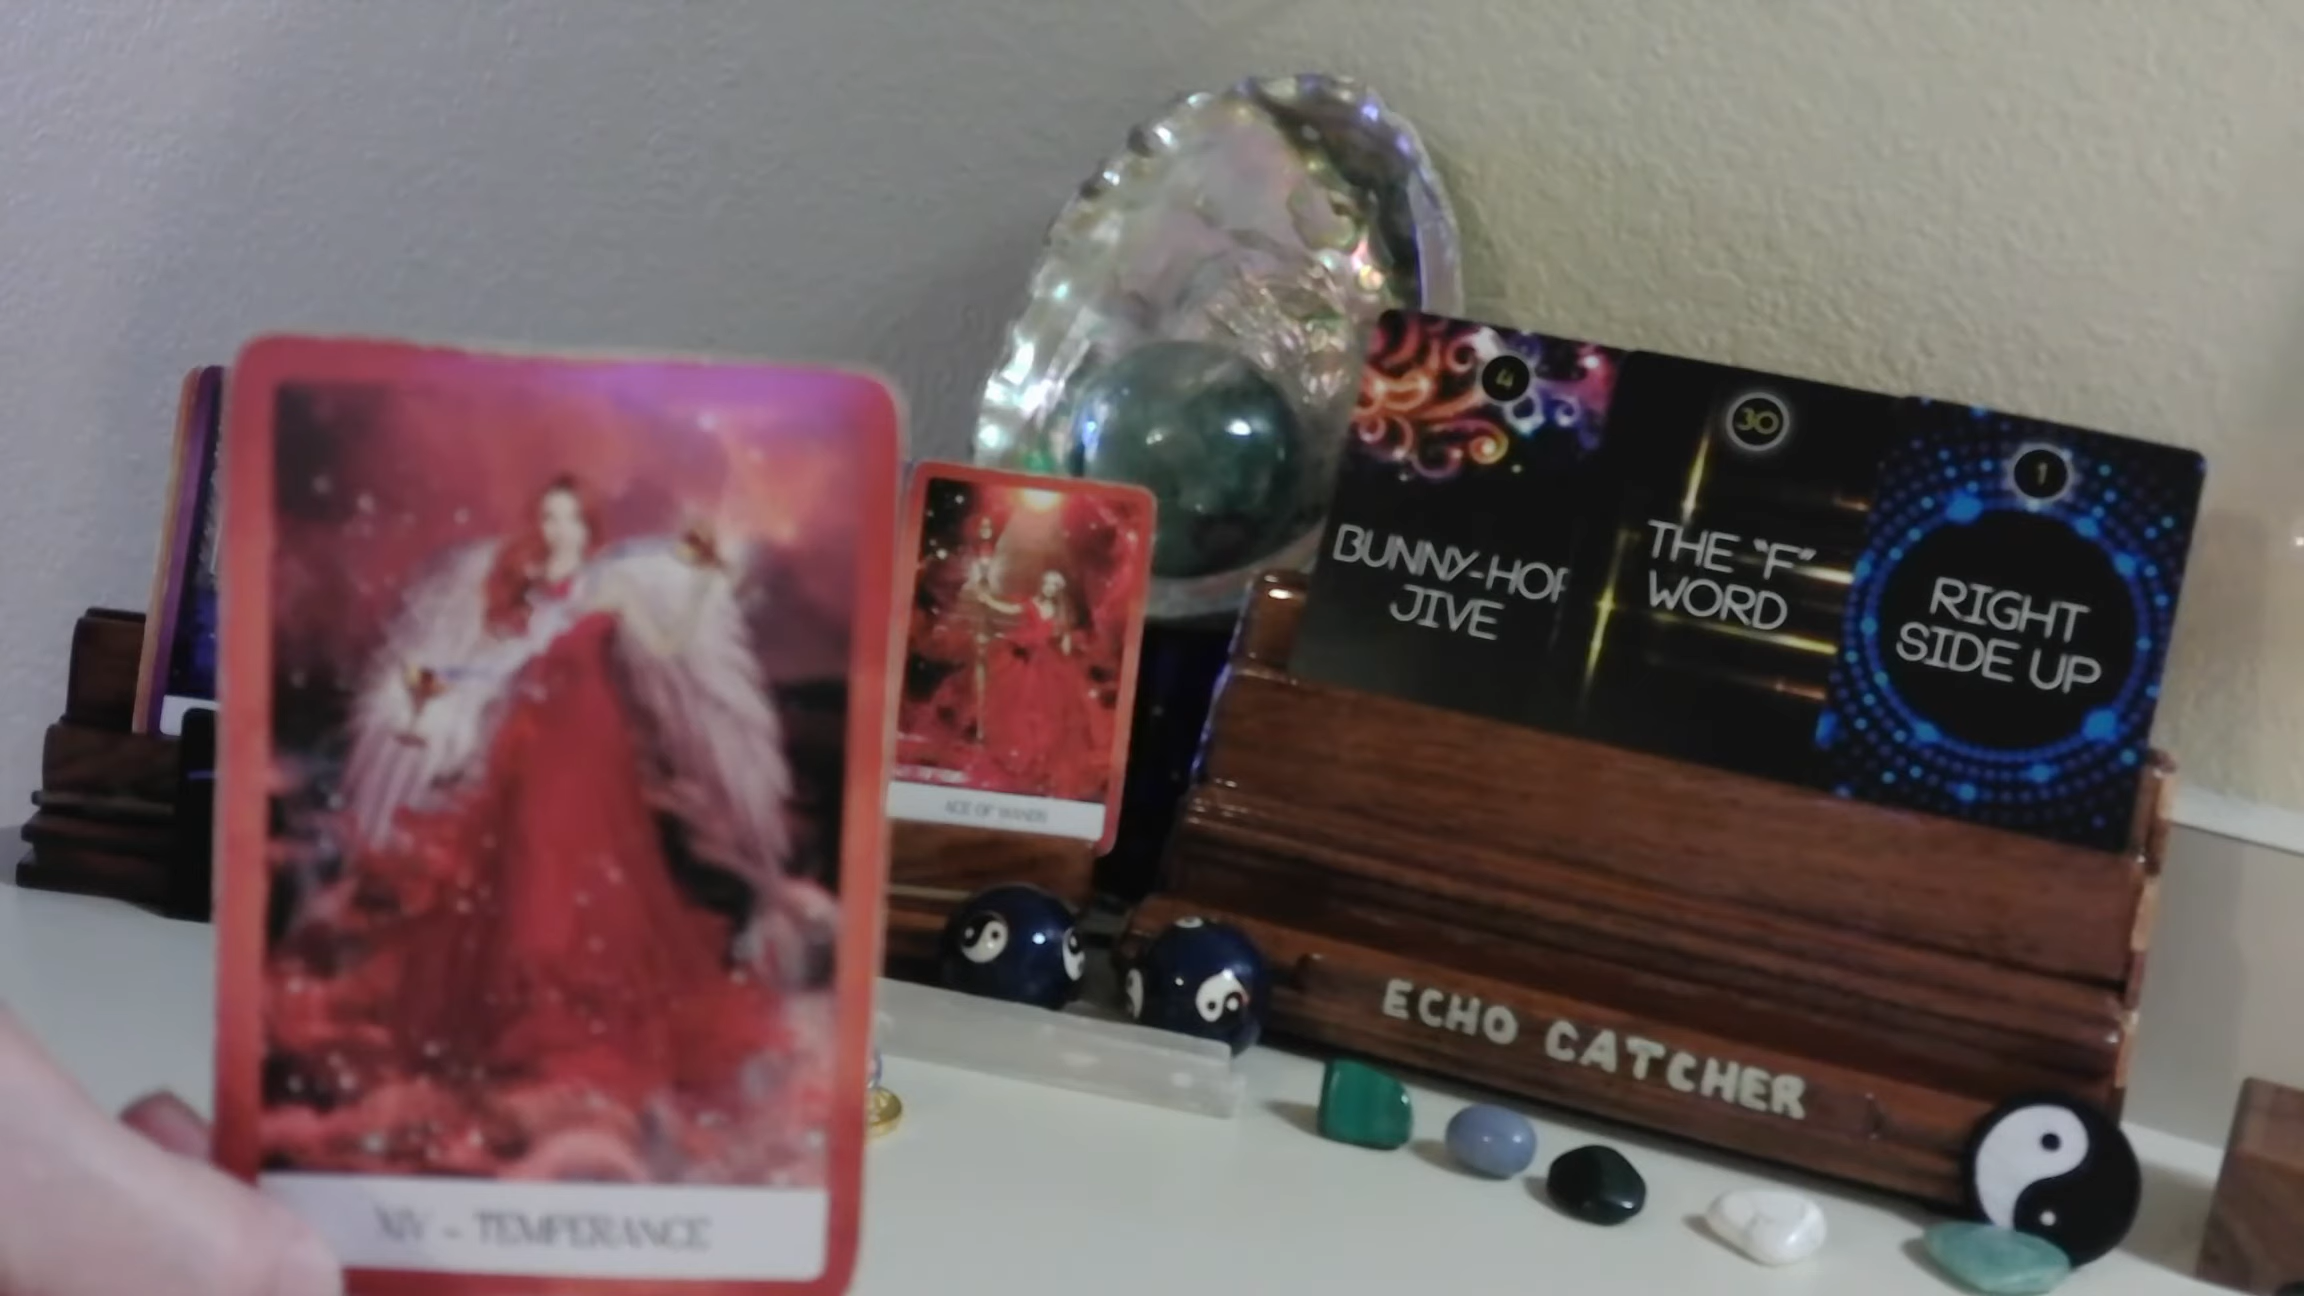 XIV - TEMPERANCE
ACE OF WANDS
4
BUNNY-HOP
JIVE
30
THE "F"
WORD
1
RIGHT
SIDE UP
ECHO CATCHER